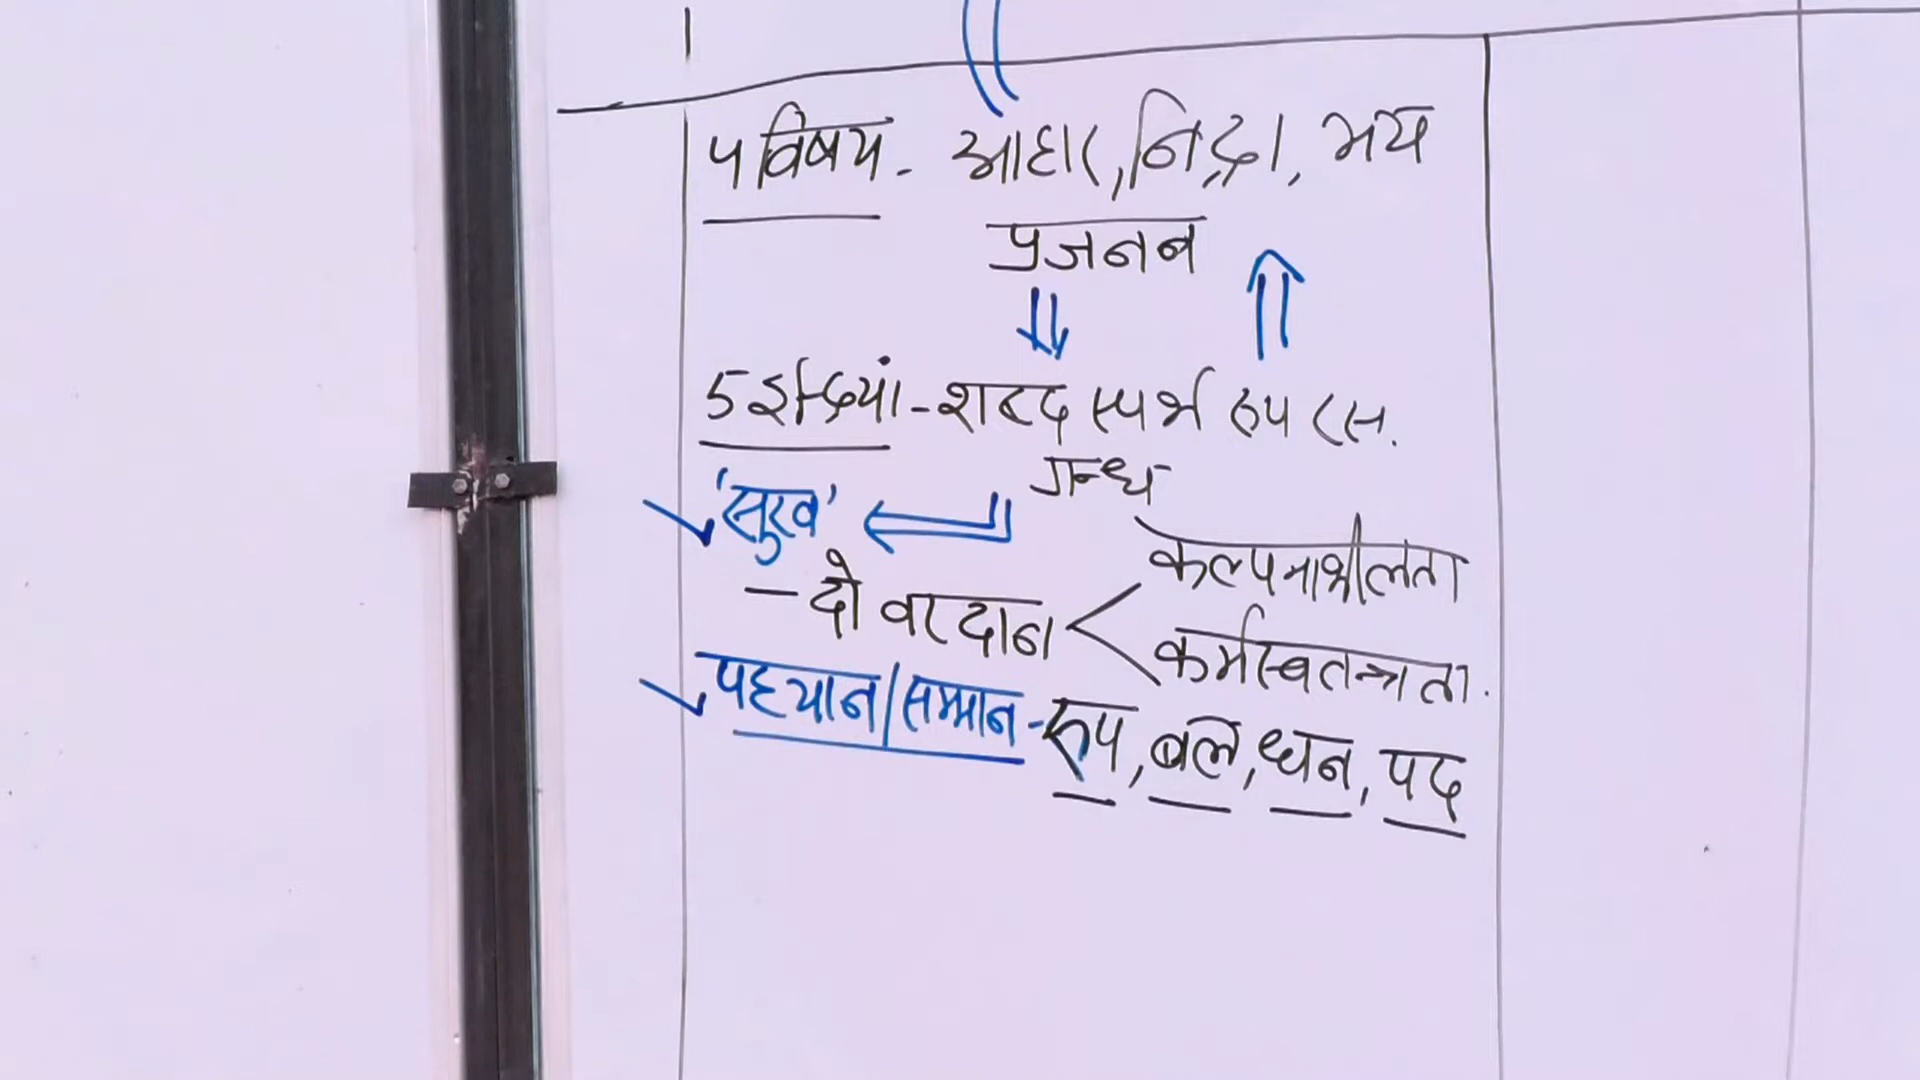 4 विषय - आहार, निद्रा, भय
प्रजनन
5 इन्द्रियां - शब्द स्पर्श रूप रस.
गन्ध
'सुख'
कल्पनाशीलता
- दो वरदान
कर्मस्वतन्त्रता.
पहचान/सम्मान - रूप, बल, धन, पद